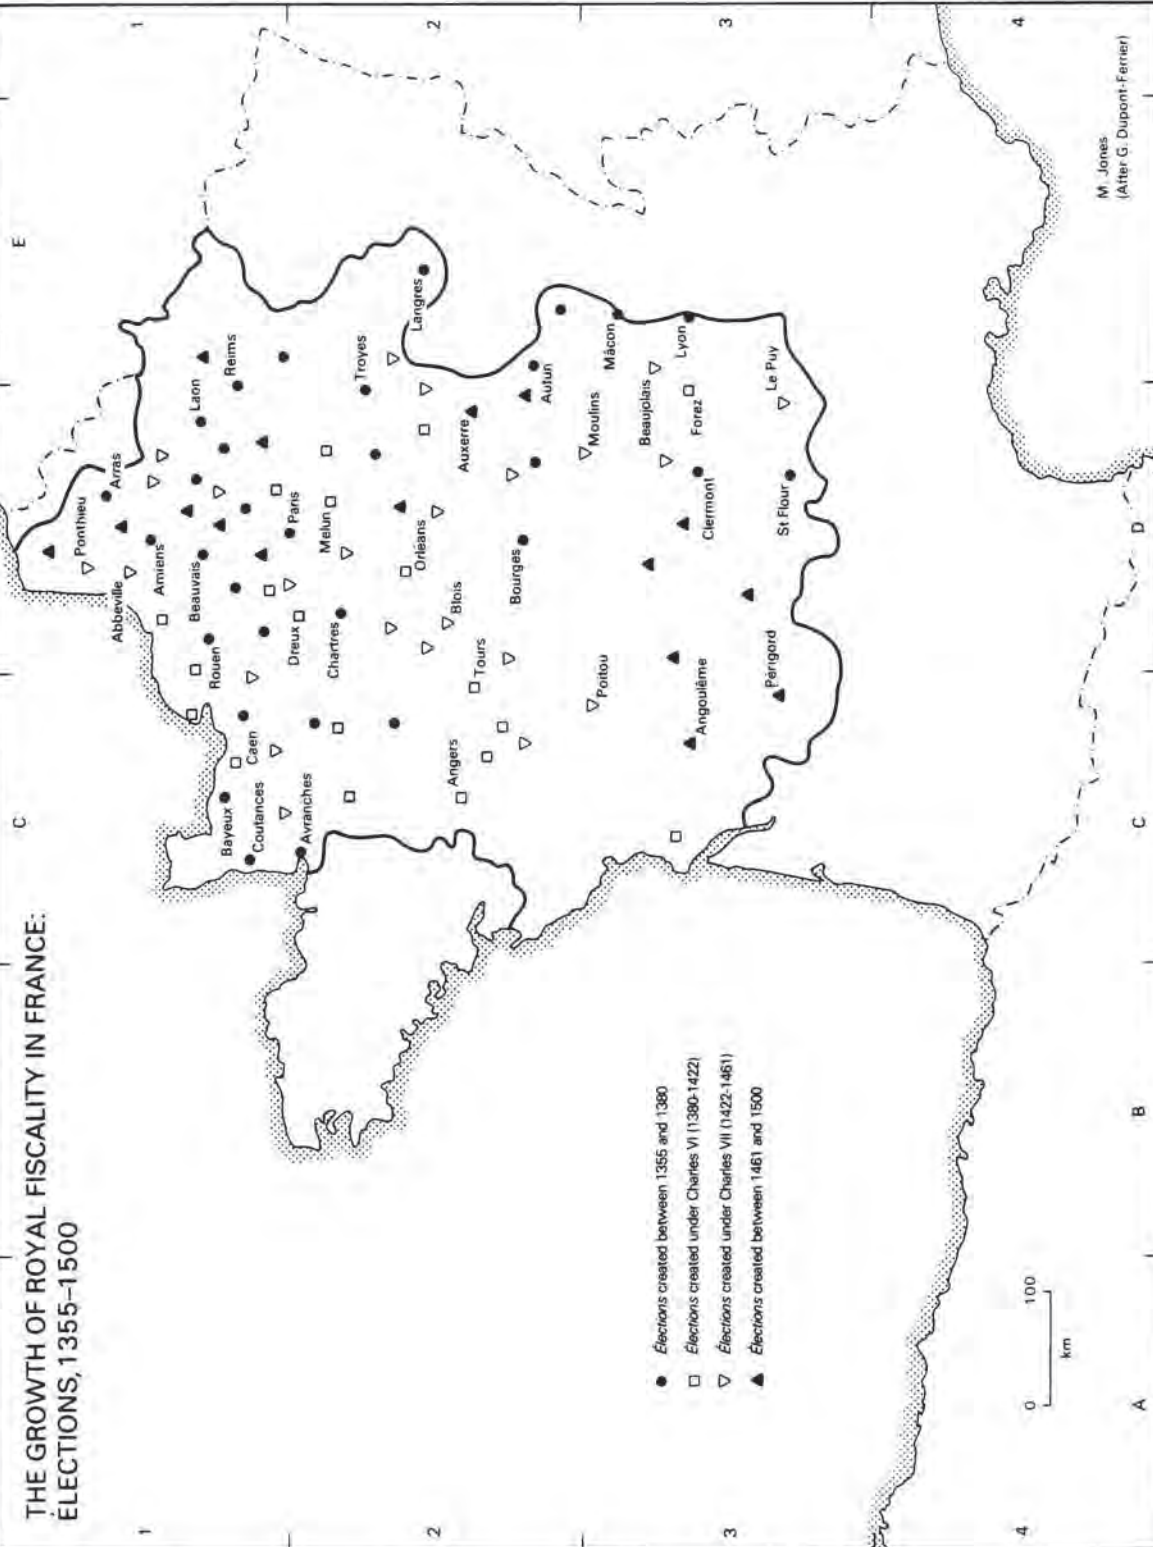 THE GROWTH OF ROYAL FISCALITY IN FRANCE:
ÉLECTIONS, 1355–1500
C
E
1
1
2
2
3
3
4
4
A
B
C
D
Ponthieu
Arras
Abbeville
Amiens
Laon
Reims
Beauvais
Rouen
Bayeux
Caen
Coutances
Avranches
Paris
Dreux
Melun
Chartres
Troyes
Langres
Orléans
Auxerre
Blois
Tours
Angers
Bourges
Autun
Moulins
Mâcon
Poitou
Beaujolais
Lyon
Forez
Clermont
Angoulême
Le Puy
St Flour
Périgord
Élections created between 1355 and 1380
Élections created under Charles VI (1380-1422)
Élections created under Charles VII (1422-1461)
Élections created between 1461 and 1500
0 100
km
M. Jones
(After G. Dupont-Ferrier)